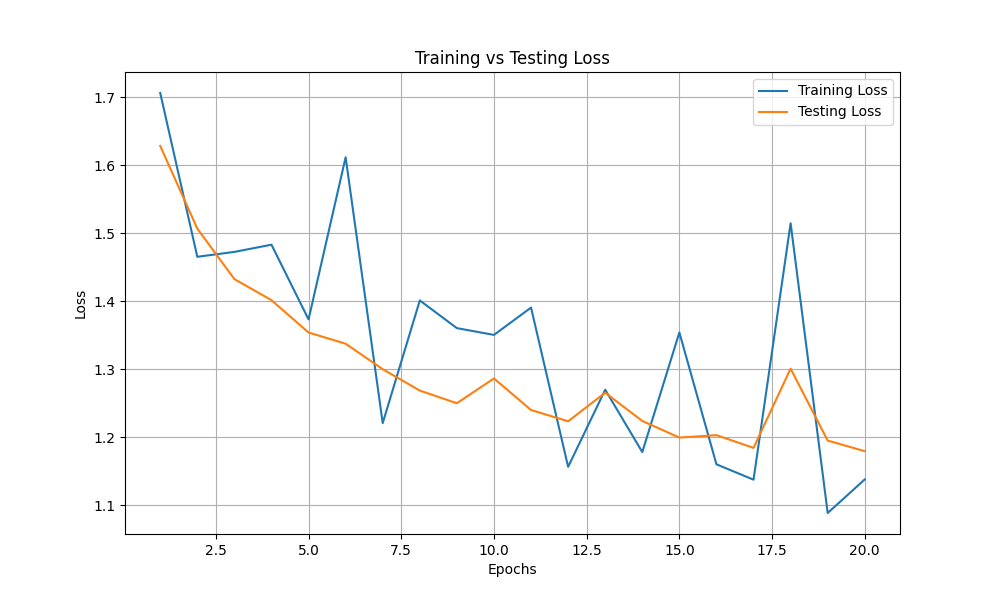 Training vs Testing Loss
Training Loss
Testing Loss
1.7
1.6
1.5
1.4
1.3
1.2
1.1
Loss
2.5 5.0 7.5 10.0 12.5 15.0 17.5 20.0
Epochs